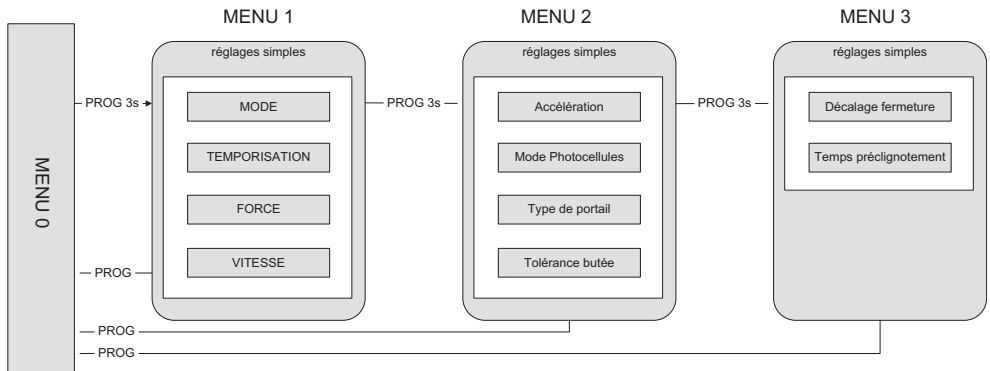 MENU 1
MENU 2
MENU 3
réglages simples
réglages simples
réglages simples
PROG 3s
MODE
PROG 3s
Accélération
PROG 3s
Décalage fermeture
TEMPORISATION
Mode Photocellules
Temps préclignotement
MENU 0
FORCE
Type de portail
VITESSE
Tolérance butée
PROG
PROG
PROG